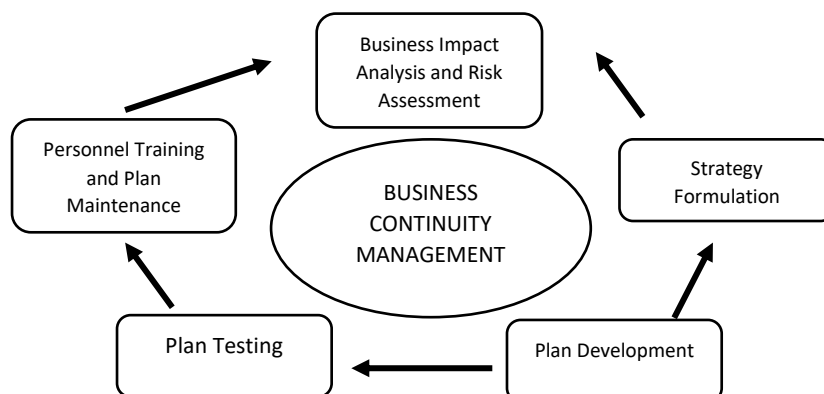 Business Impact
Analysis and Risk
Assessment
Personnel Training
and Plan
Maintenance
BUSINESS
CONTINUITY
MANAGEMENT
Strategy
Formulation
Plan Testing
Plan Development